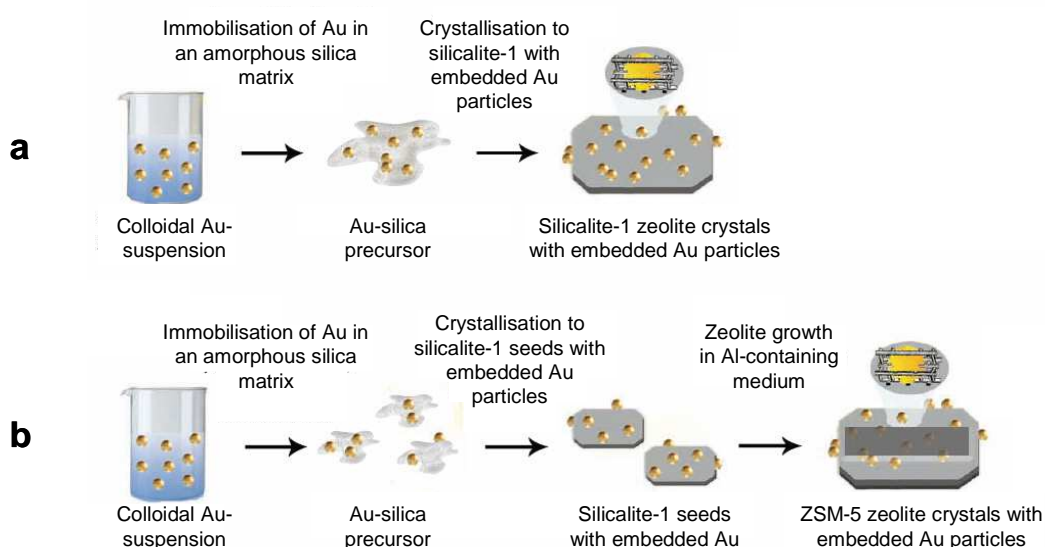 a
Immobilisation of Au in
an amorphous silica
matrix
Crystallisation to
silicalite-1 with
embedded Au
particles
Colloidal Au-
suspension
Au-silica
precursor
Silicalite-1 zeolite crystals
with embedded Au particles
b
Immobilisation of Au in
an amorphous silica
matrix
Crystallisation to
silicalite-1 seeds with
embedded Au
particles
Zeolite growth
in Al-containing
medium
Colloidal Au-
suspension
Au-silica
precursor
Silicalite-1 seeds
with embedded Au
ZSM-5 zeolite crystals with
embedded Au particles